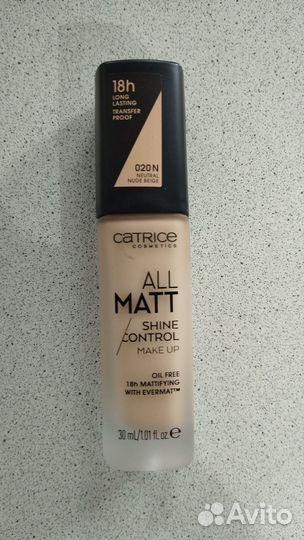 18h
LONG
LASTING
TRANSFER
PROOF
020 N
NEUTRAL
NUDE BEIGE
CATRICE
COSMETICS
ALL
MATT
/ SHINE
CONTROL
MAKE UP
OIL FREE
18h MATTIFYING
WITH EVERMAT™
30 ml/1.01 fl.oz.℮
Avito